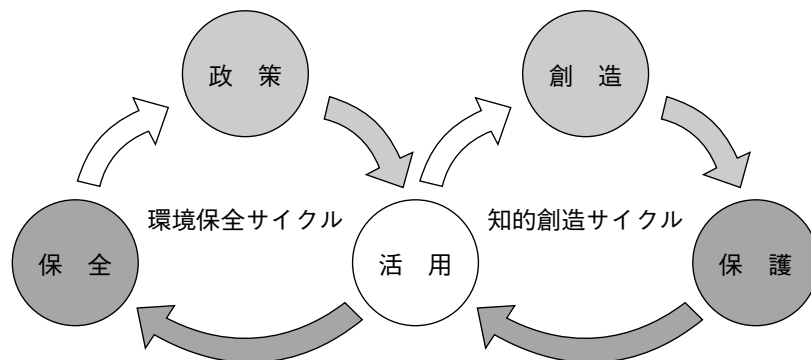 政　策
創　造
環境保全サイクル
知的創造サイクル
保　全
活　用
保　護